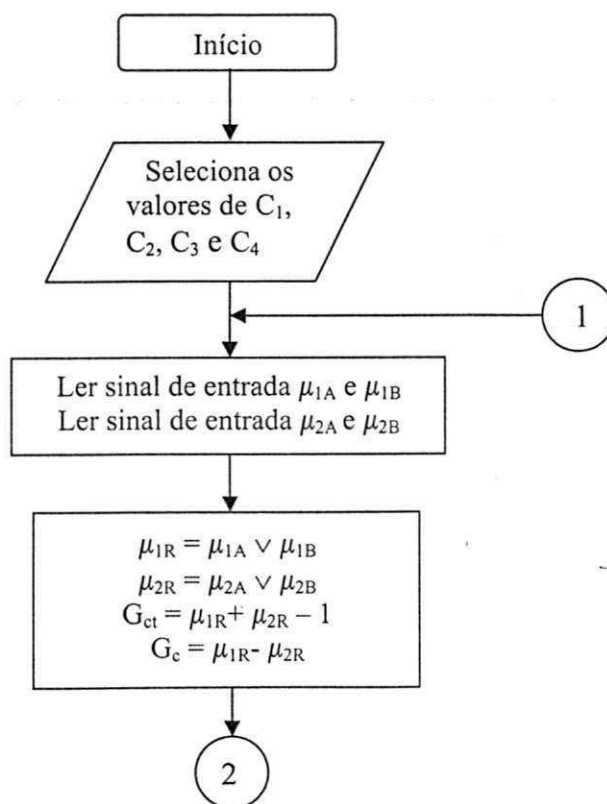 Início
Seleciona os
valores de C₁,
C₂, C₃ e C₄
1
Ler sinal de entrada μ₁A e μ₁B
Ler sinal de entrada μ₂A e μ₂B
μ₁R = μ₁A ∨ μ₁B
μ₂R = μ₂A ∨ μ₂B
Gct = μ₁R+ μ₂R – 1
Gc = μ₁R- μ₂R
2